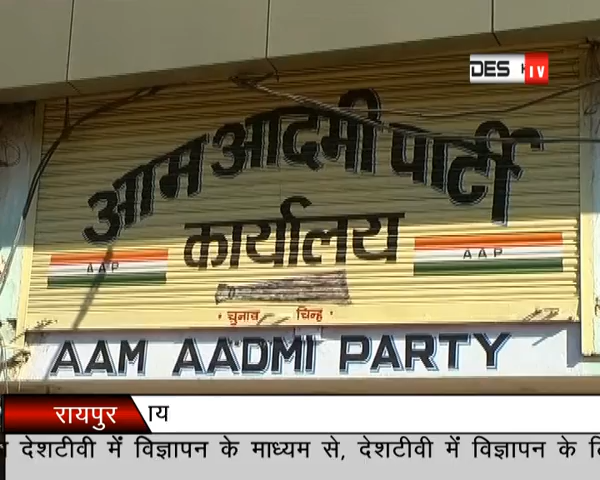 DES TV
आम आदमी पार्टी
कार्यालय
AAP
AAP
चुनाव चिन्ह
AAM AADMI PARTY
रायपुर
ाय
देशटीवी में विज्ञापन के माध्यम से, देशटीवी में विज्ञापन के